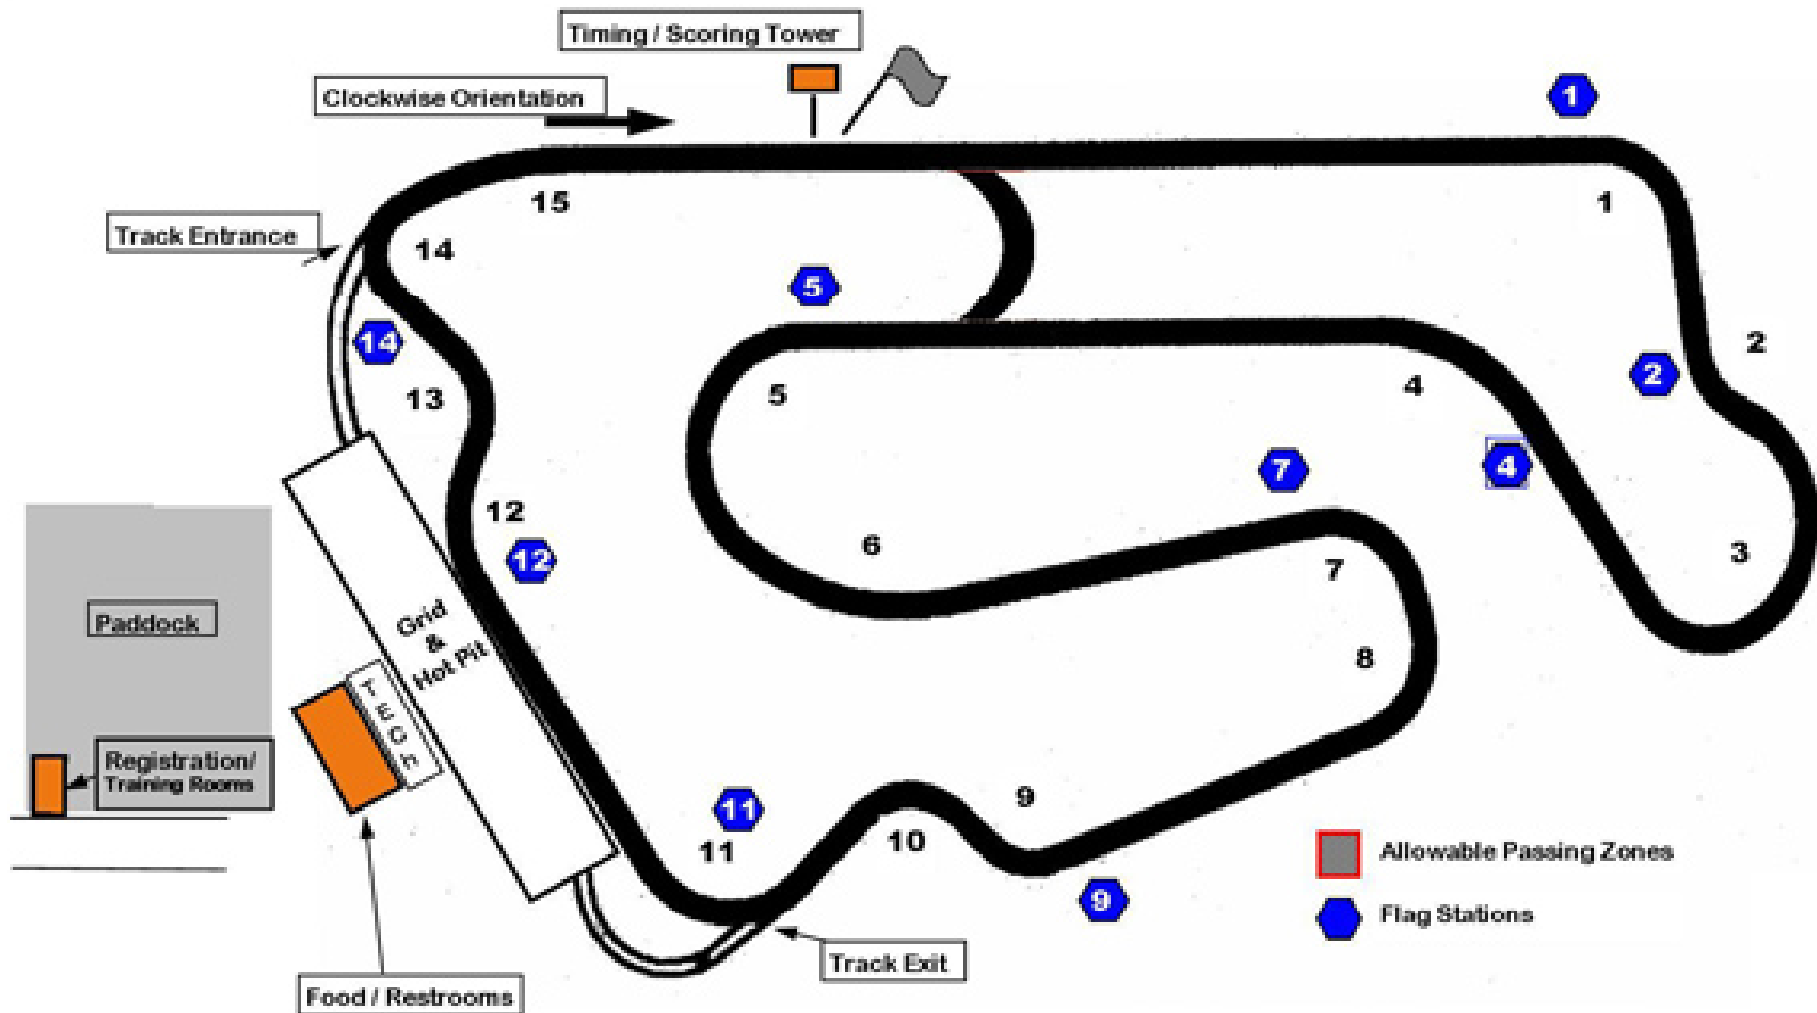 Timing / Scoring Tower
Clockwise Orientation
1
15
1
Track Entrance
14
5
14
2
2
13
5
4
7
4
12
6
3
12
7
Grid
&
Hot Pit
Paddock
8
TECH
Registration/
Training Rooms
9
11
10
11
Allowable Passing Zones
9
Flag Stations
Track Exit
Food / Restrooms